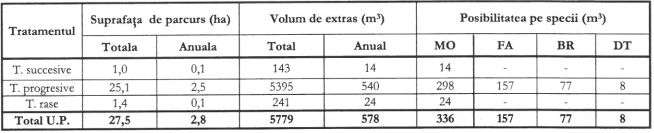 Tratamentul Suprafaţa de parcurs (ha) Volum de extras (m³) Posibilitatea pe specii (m³)
Totala Anuala Total Anual MO FA BR DT
T. succesive 1,0 0,1 143 14 14 - - -
T. progresive 25,1 2,5 5395 540 298 157 77 8
T. rase 1,4 0,1 241 24 24 - - -
Total U.P. 27,5 2,8 5779 578 336 157 77 8